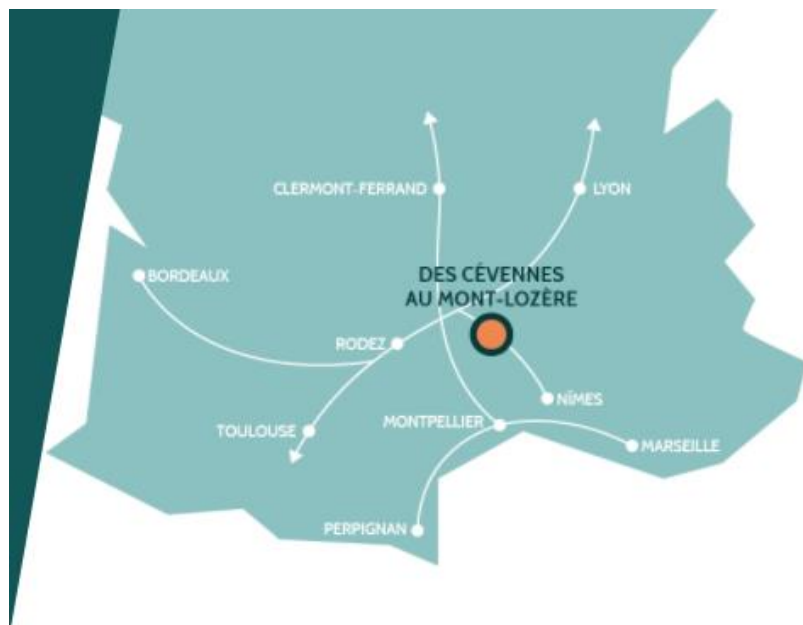 CLERMONT-FERRAND
LYON
DES CÉVENNES
AU MONT-LOZÈRE
BORDEAUX
RODEZ
NÎMES
MONTPELLIER
TOULOUSE
MARSEILLE
PERPIGNAN